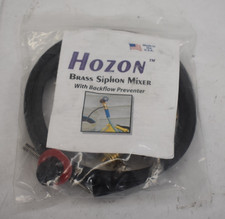 HOZON™
BRASS SIPHON MIXER
With Backflow Preventer